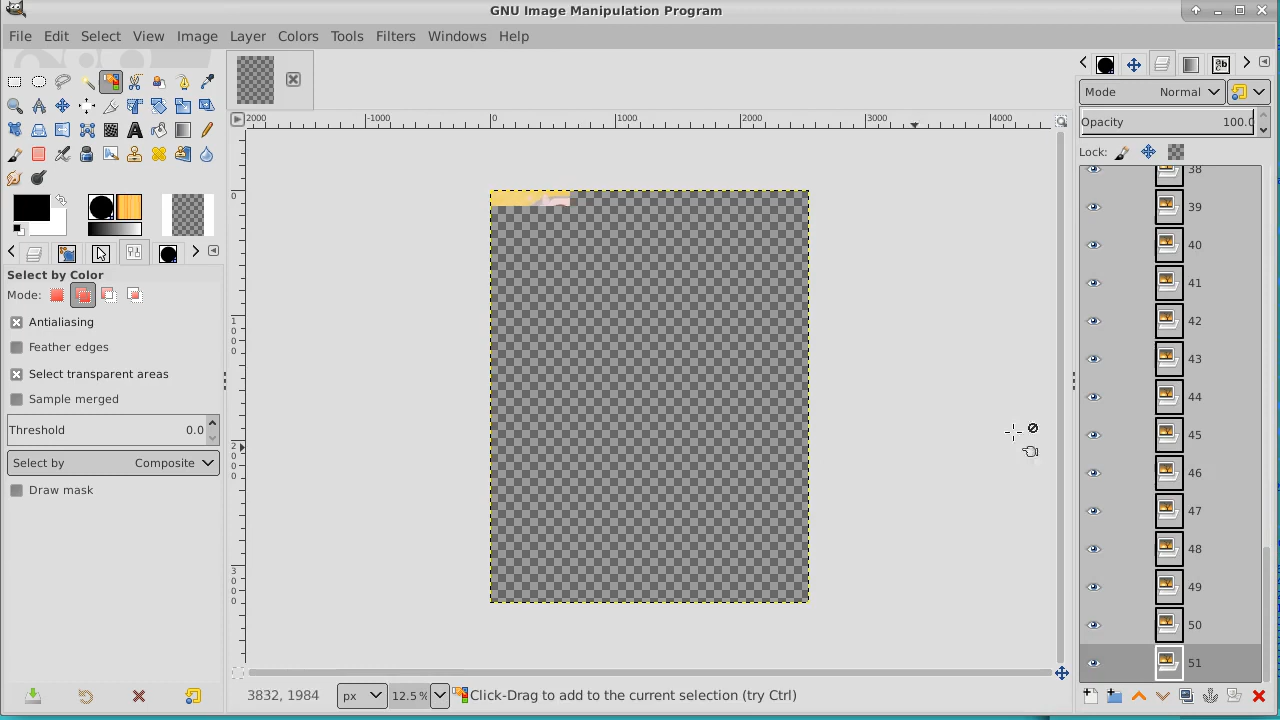 GNU Image Manipulation Program
File Edit Select View Image Layer Colors Tools Filters Windows Help
2000 -1000 0 1000 2000 3000 4000
Mode Normal
Opacity 100.0
Lock:
0
1000
2000
3000
Select by Color
Mode:
Antialiasing
Feather edges
Select transparent areas
Sample merged
Threshold 0.0
Select by Composite
Draw mask
38
39
40
41
42
43
44
45
46
47
48
49
50
51
3832, 1984 px 12.5% Click-Drag to add to the current selection (try Ctrl)